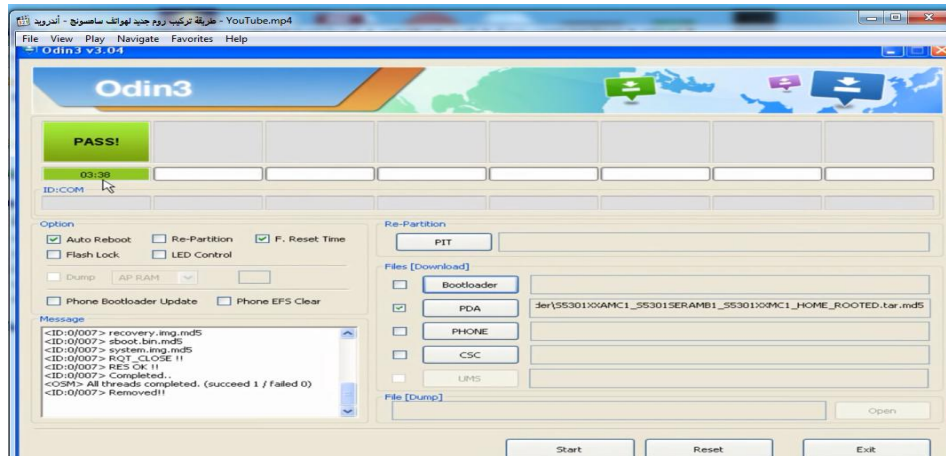 طريقة تركيب روم جديد لهواتف سامسونج - أندرويد - YouTube.mp4
File View Play Navigate Favorites Help
Odin3 v3.04
Odin3
PASS!
03:38
ID:COM
Option
Auto Reboot Re-Partition F. Reset Time
Flash Lock LED Control
Dump AP RAM
Phone Bootloader Update Phone EFS Clear
Message
<ID:0/007> recovery.img.md5
<ID:0/007> sboot.bin.md5
<ID:0/007> system.img.md5
<ID:0/007> RQT_CLOSE !!
<ID:0/007> RES OK !!
<ID:0/007> Completed..
<OSM> All threads completed. (succeed 1 / failed 0)
<ID:0/007> Removed!!
Re-Partition
PIT
Files [Download]
Bootloader
PDA der\S5301XXAMC1_S5301SERAMB1_S5301XXMC1_HOME_ROOTED.tar.md5
PHONE
CSC
UMS
File [Dump]
Open
Start Reset Exit